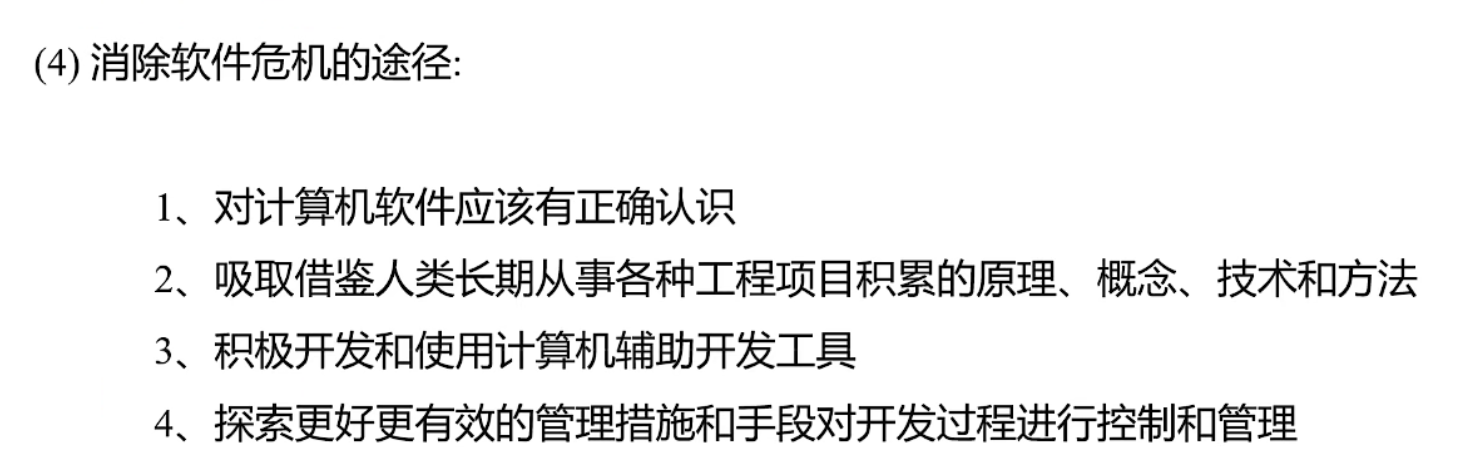 (4) 消除软件危机的途径:
1、对计算机软件应该有正确认识
2、吸取借鉴人类长期从事各种工程项目积累的原理、概念、技术和方法
3、积极开发和使用计算机辅助开发工具
4、探索更好更有效的管理措施和手段对开发过程进行控制和管理